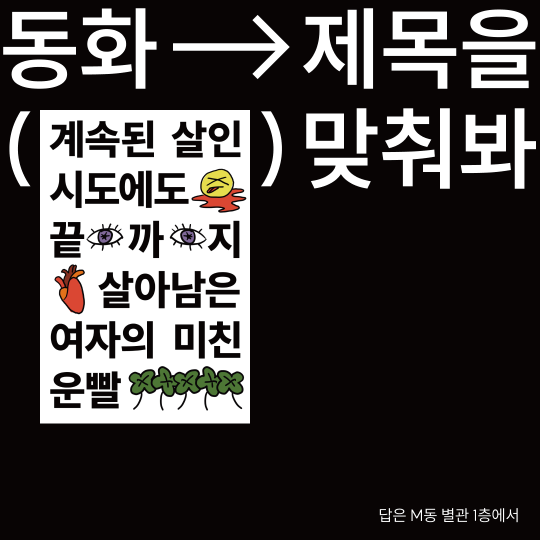 동화 → 제목을
( ) 맞춰봐
계속된 살인
시도에도
끝까지
살아남은
여자의 미친
운빨
답은 M동 별관 1층에서